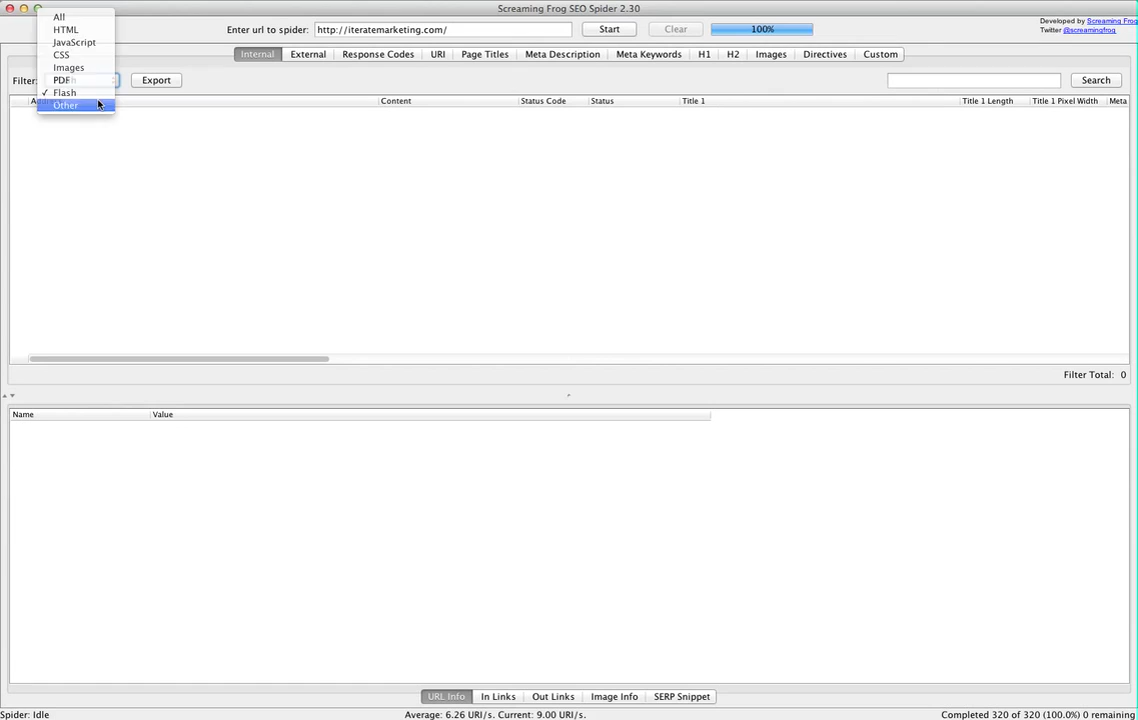 Screaming Frog SEO Spider 2.30
All
HTML
JavaScript
CSS
Images
PDF
✓ Flash
Other
Enter url to spider: http://iteratemarketing.com/ Start Clear 100%
Developed by Screaming Frog
Twitter @screamingfrog
Internal External Response Codes URI Page Titles Meta Description Meta Keywords H1 H2 Images Directives Custom
Filter: Export Search
Content Status Code Status Title 1 Title 1 Length Title 1 Pixel Width Meta
Filter Total: 0
Name Value
URL Info In Links Out Links Image Info SERP Snippet
Spider: Idle Average: 6.26 URI/s. Current: 9.00 URI/s. Completed 320 of 320 (100.0%) 0 remaining